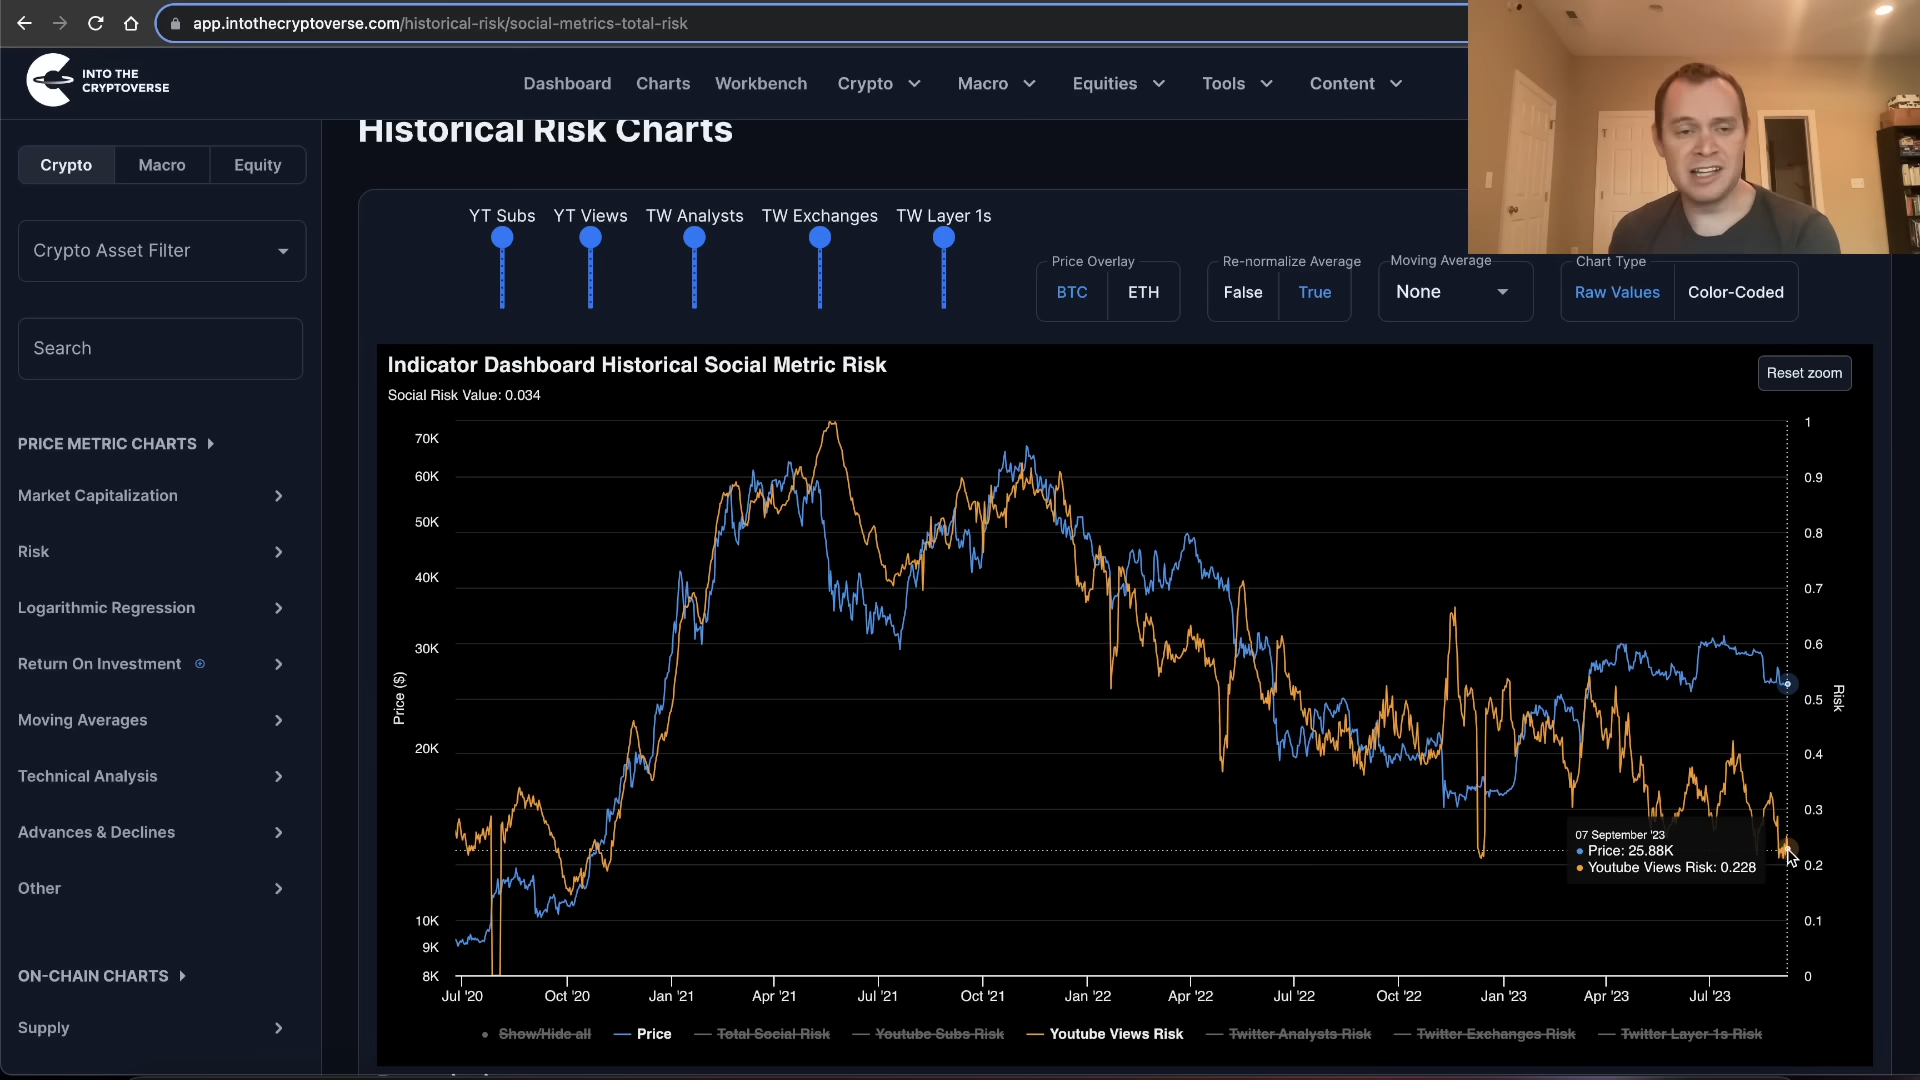 app.intothecryptoverse.com/historical-risk/social-metrics-total-risk
INTO THE
CRYPTOVERSE
Dashboard Charts Workbench Crypto Macro Equities Tools Content
Historical Risk Charts
Crypto Macro Equity
Crypto Asset Filter
Search
PRICE METRIC CHARTS
Market Capitalization
Risk
Logarithmic Regression
Return On Investment
Moving Averages
Technical Analysis
Advances & Declines
Other
ON-CHAIN CHARTS
Supply
YT Subs YT Views TW Analysts TW Exchanges TW Layer 1s
Price Overlay
BTC ETH
Re-normalize Average
False True
Moving Average
None
Chart Type
Raw Values Color-Coded
Indicator Dashboard Historical Social Metric Risk
Social Risk Value: 0.034
Reset zoom
70K
60K
50K
40K
30K
20K
10K
9K
8K
Price ($)
1
0.9
0.8
0.7
0.6
0.5
0.4
0.3
0.2
0.1
0
Risk
07 September '23
Price: 25.88K
Youtube Views Risk: 0.228
Jul '20 Oct '20 Jan '21 Apr '21 Jul '21 Oct '21 Jan '22 Apr '22 Jul '22 Oct '22 Jan '23 Apr '23 Jul '23
Show/Hide all Price Total Social Risk Youtube Subs Risk Youtube Views Risk Twitter Analysts Risk Twitter Exchanges Risk Twitter Layer 1s Risk